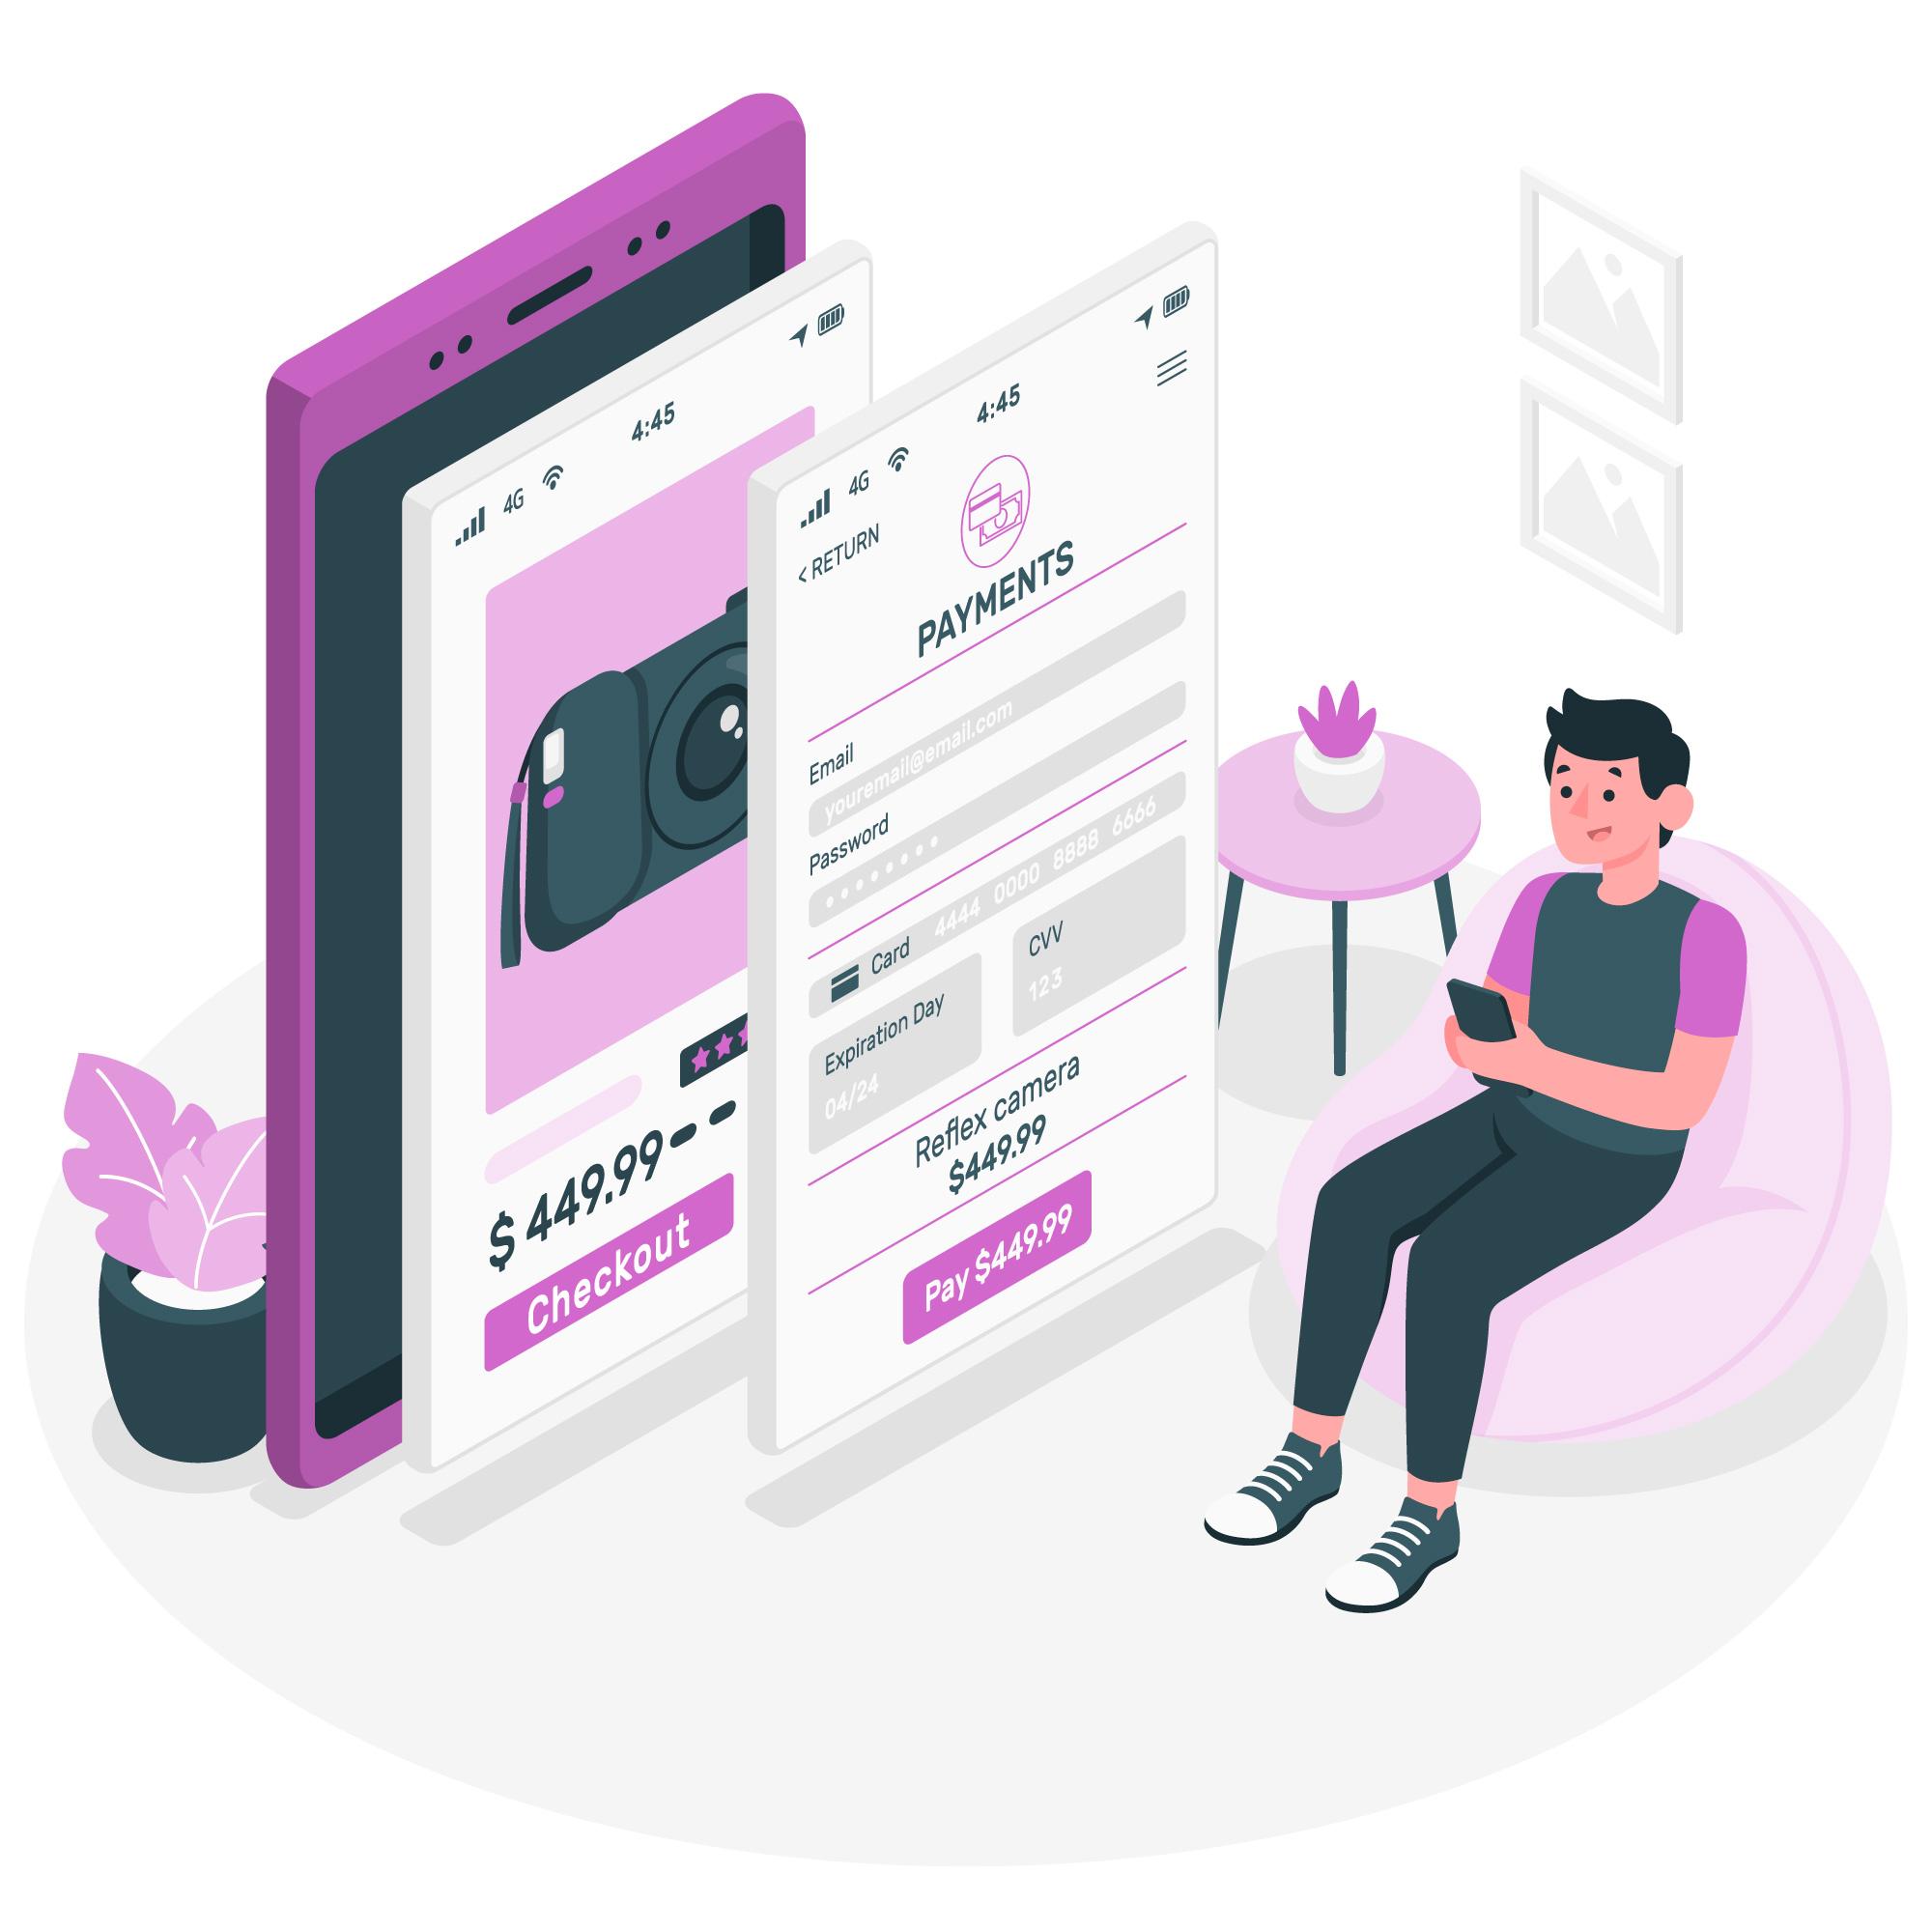 4:45
4G
$ 449.99
Checkout
4:45
4G
< RETURN
PAYMENTS
Email
youremail@email.com
Password
Card 4444 0000 8888 6666
Expiration Day
04/24
CVV
123
Reflex camera
$449.99
Pay $449.99